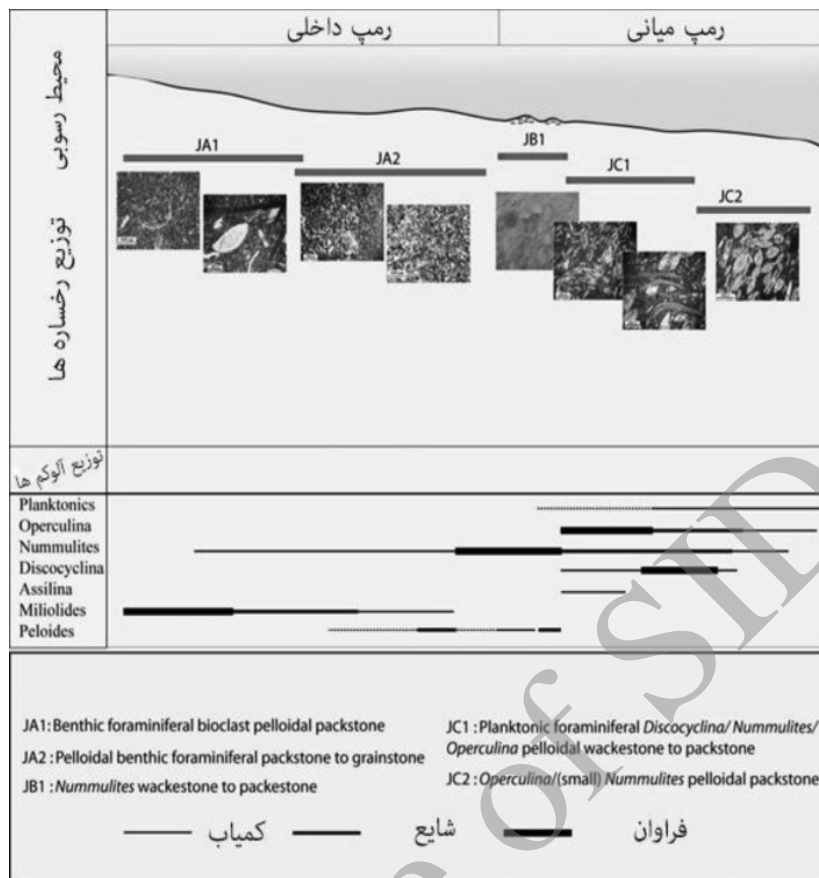 رمپ داخلی
رمپ میانی
محیط رسوبی
توزیع رخساره ها
JA1
JA2
JB1
JC1
JC2
توزیع آلوکم ها
Planktonics
Operculina
Nummulites
Discocyclina
Assilina
Miliolides
Peloides
JA1: Benthic foraminiferal bioclast pelloidal packstone
JA2: Pelloidal benthic foraminiferal packstone to grainstone
JB1 : Nummulites wackestone to packestone
JC1 : Planktonic foraminiferal Discocyclina/ Nummulites/
Operculina pelloidal wackestone to packstone
JC2 : Operculina/(small) Nummulites pelloidal packstone
کمیاب
شایع
فراوان
of SID